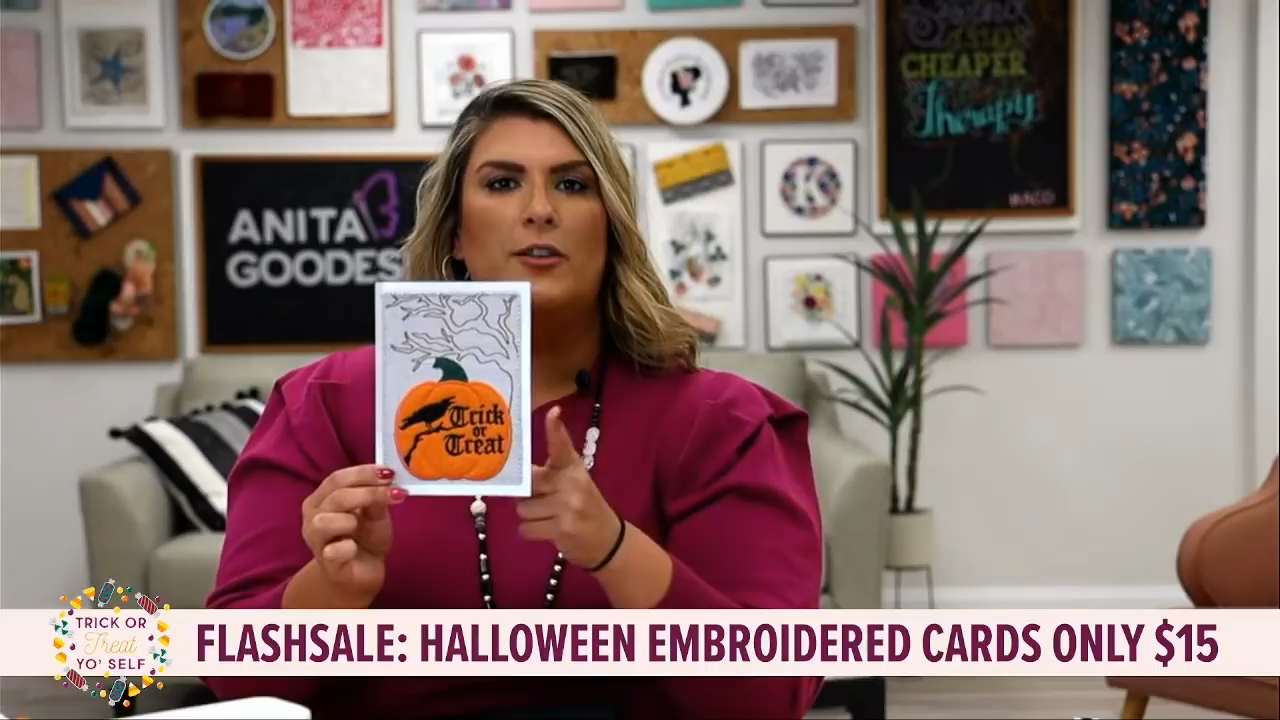 CHEAPER
Therapy
K
ANITA
GOODES
Trick
or
Treat
TRICK OR
Treat
YO' SELF
FLASHSALE: HALLOWEEN EMBROIDERED CARDS ONLY $15